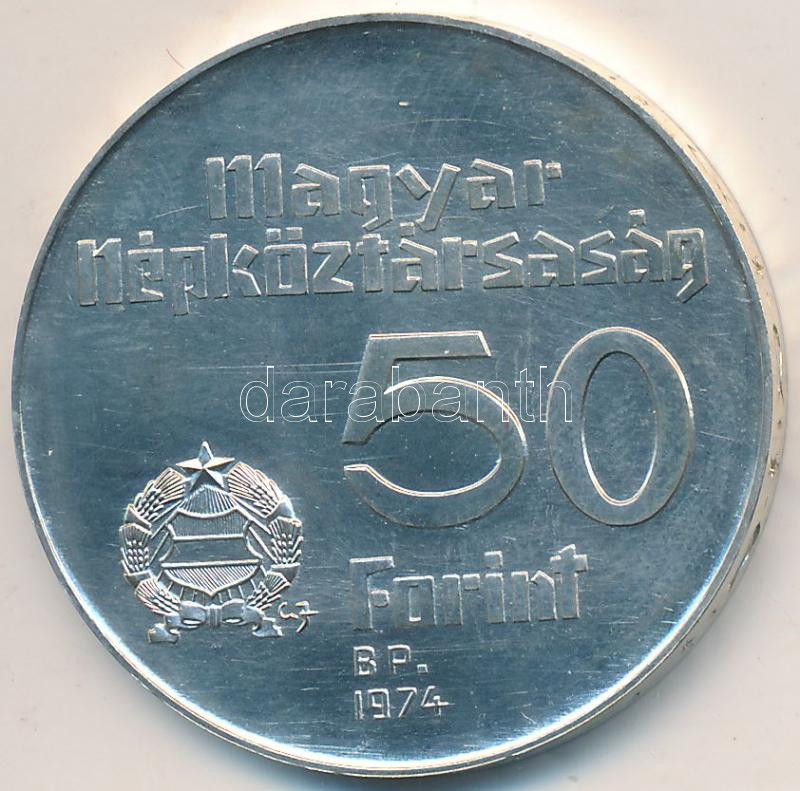 Magyar
Népköztársaság
50
darabanth
Forint
BP.
1974